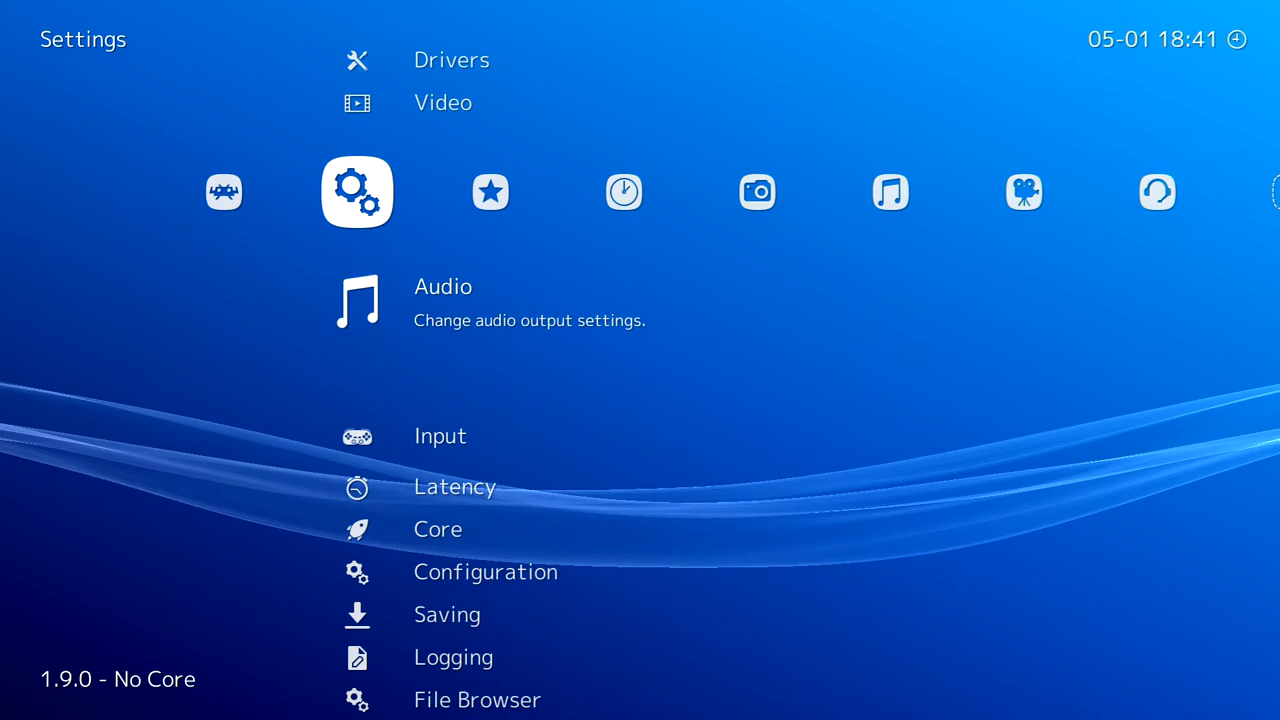 Settings
05-01 18:41
Drivers
Video
Audio
Change audio output settings.
Input
Latency
Core
Configuration
Saving
Logging
File Browser
1.9.0 - No Core